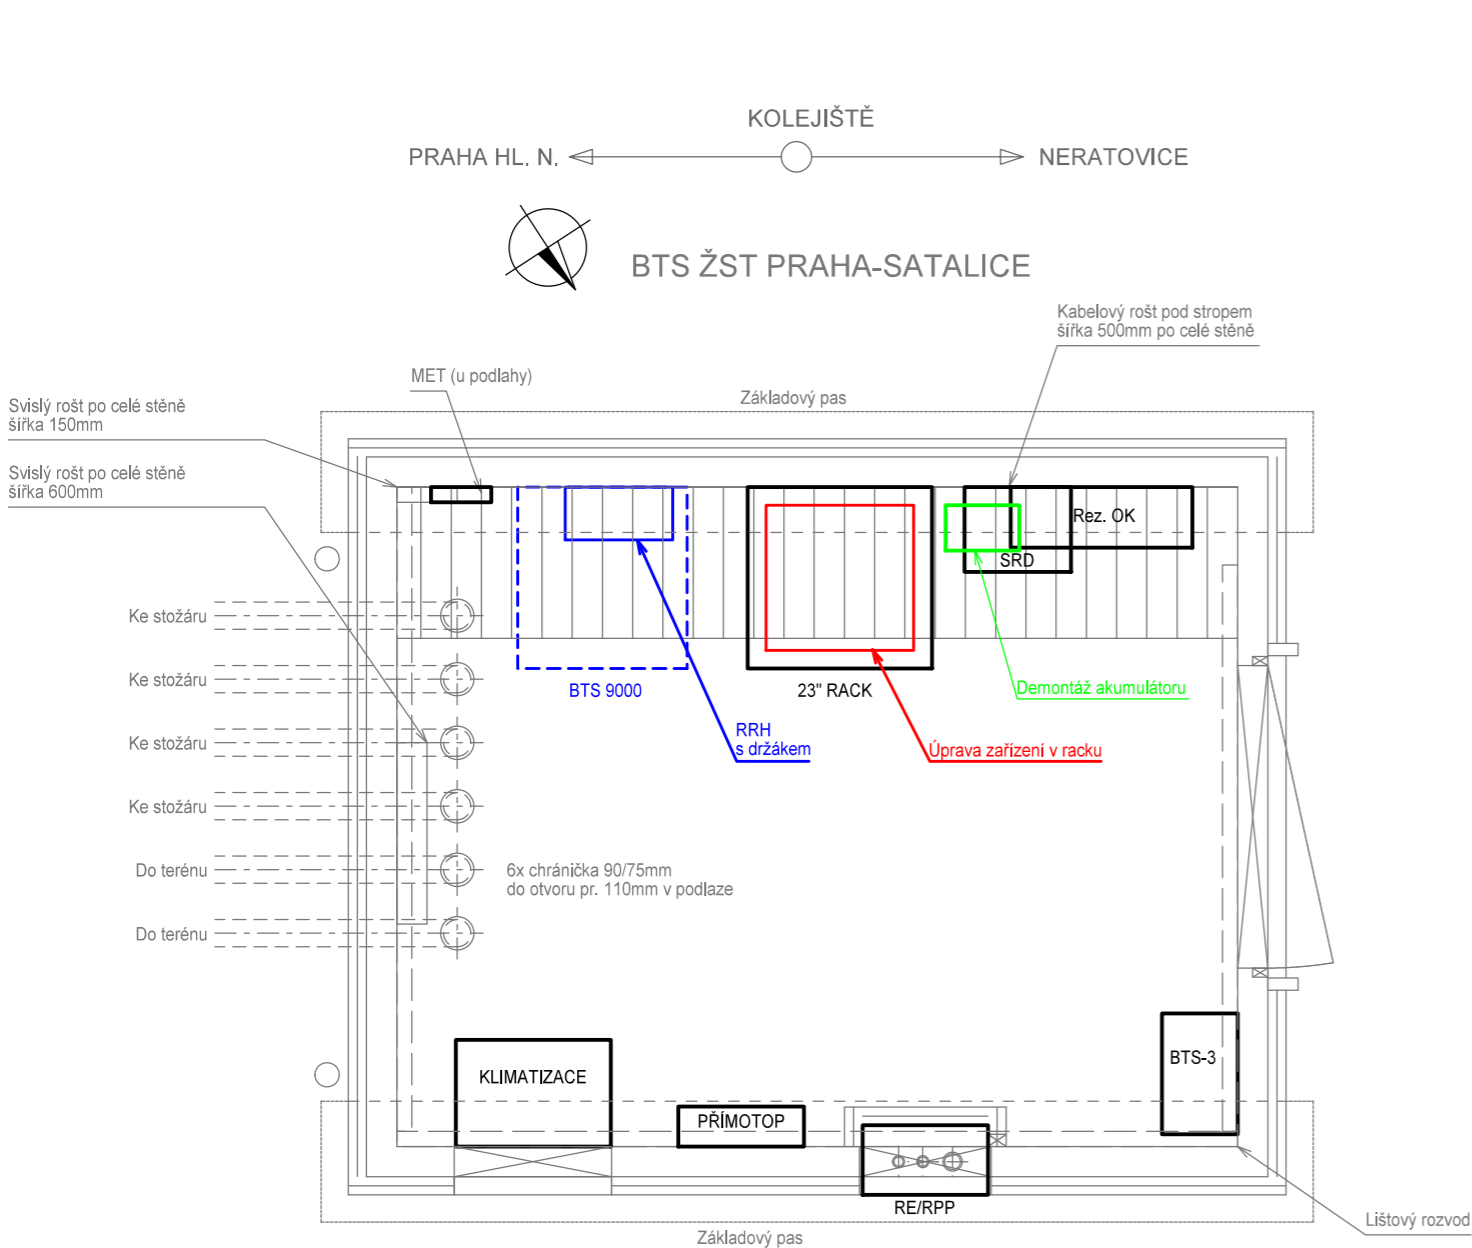 KOLEJIŠTĚ
PRAHA HL. N.
NERATOVICE
BTS ŽST PRAHA-SATALICE
Kabelový rošt pod stropem
šířka 500mm po celé stěně
MET (u podlahy)
Základový pas
Svislý rošt po celé stěně
šířka 150mm
Svislý rošt po celé stěně
šířka 600mm
Rez. OK
SRD
Ke stožáru
Ke stožáru
Ke stožáru
Ke stožáru
Do terénu
Do terénu
BTS 9000
23" RACK
Demontáž akumulátoru
RRH
s držákem
Úprava zařízení v racku
6x chránička 90/75mm
do otvoru pr. 110mm v podlaze
KLIMATIZACE
PŘÍMOTOP
BTS-3
RE/RPP
Základový pas
Lištový rozvod